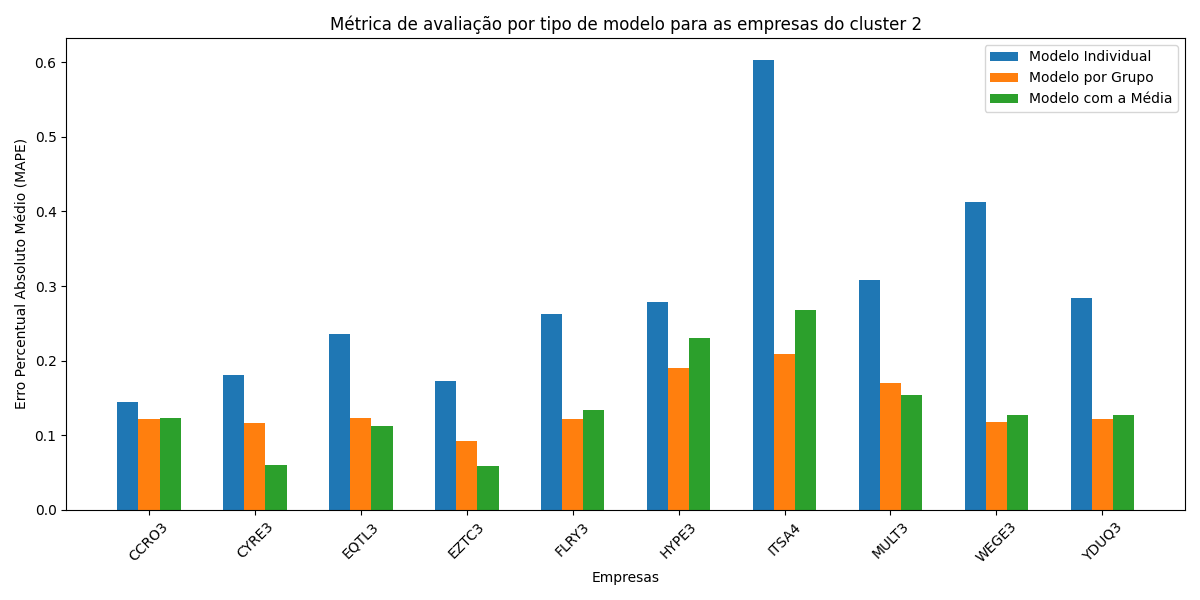 Métrica de avaliação por tipo de modelo para as empresas do cluster 2
Modelo Individual
Modelo por Grupo
Modelo com a Média
Erro Percentual Absoluto Médio (MAPE)
0.6
0.5
0.4
0.3
0.2
0.1
0.0
CCRO3
CYRE3
EQTL3
EZTC3
FLRY3
HYPE3
ITSA4
MULT3
WEGE3
YDUQ3
Empresas